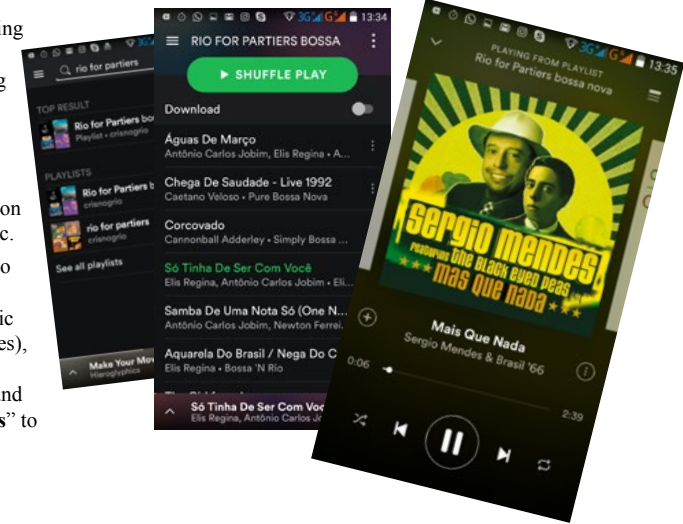 ing
g
on
c.
o
ic
es),
and
s” to
3G
rio for partiers
TOP RESULT
Rio for Partiers bo
Playlist • crisnogrio
PLAYLISTS
Rio for Partiers b
crisnogrio
rio for partiers
crisnogrio
See all playlists
Make Your Mov
Hieroglyphics
3G G 13:34
RIO FOR PARTIERS BOSSA
SHUFFLE PLAY
Download
Águas De Março
Antônio Carlos Jobim, Elis Regina • A...
Chega De Saudade - Live 1992
Caetano Veloso • Pure Bossa Nova
Corcovado
Cannonball Adderley • Simply Bossa ...
Só Tinha De Ser Com Você
Elis Regina, Antônio Carlos Jobim • Eli...
Samba De Uma Nota Só (One N...
Antônio Carlos Jobim, Newton Ferrei.
Aquarela Do Brasil / Nega Do C
Elis Regina • Bossa 'N Rio
Só Tinha De Ser Com Voc
Elis Regina, Antônio Carlos Jo
3G G 13:35
PLAYING FROM PLAYLIST
Rio for Partiers bossa nova
SERGIO MENDES
FEATURING THE BLACK EYED PEAS
MAS QUE NADA
Mais Que Nada
Sergio Mendes & Brasil '66
0:06
2:39